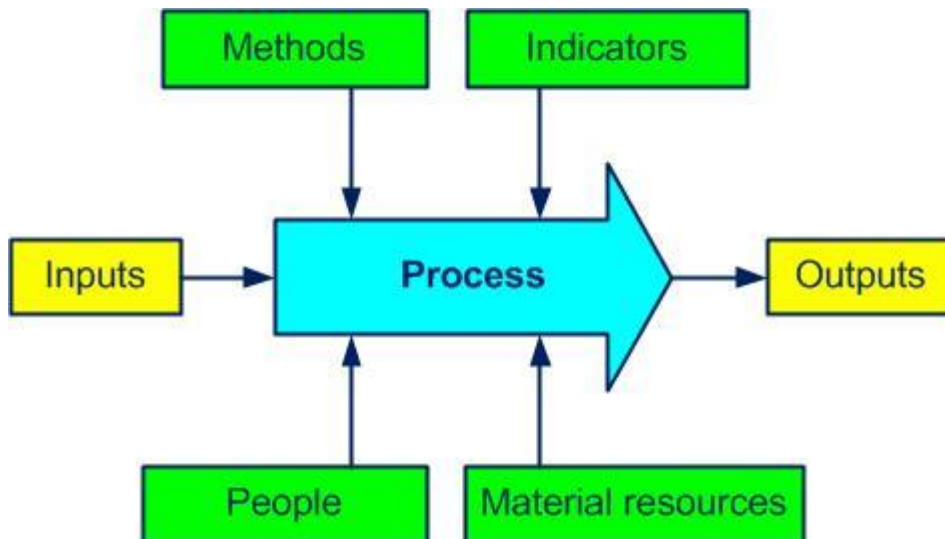 Methods
Indicators
Inputs
Process
Outputs
People
Material resources